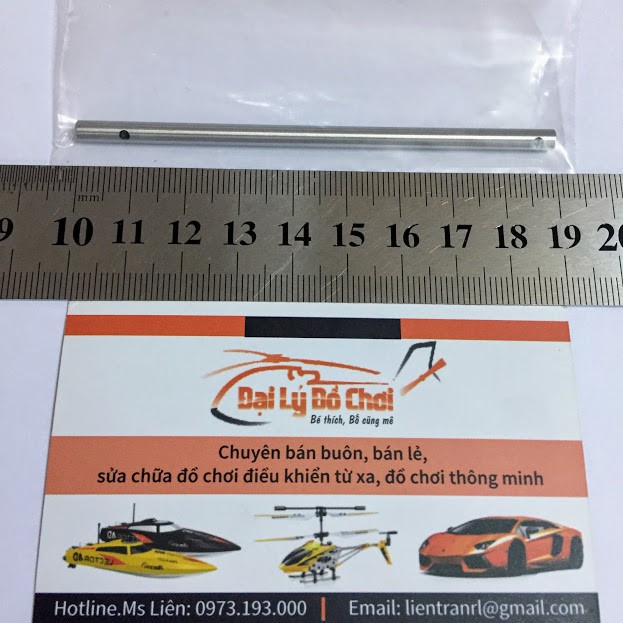 mm
9 10 11 12 13 14 15 16 17 18 19 20
Đại Lý Đồ Chơi
Bé thích, Bố cũng mê
Chuyên bán buôn, bán lẻ,
sửa chữa đồ chơi điều khiển từ xa, đồ chơi thông minh
Hotline.Ms Liên: 0973.193.000 | Email: lientranrl@gmail.com